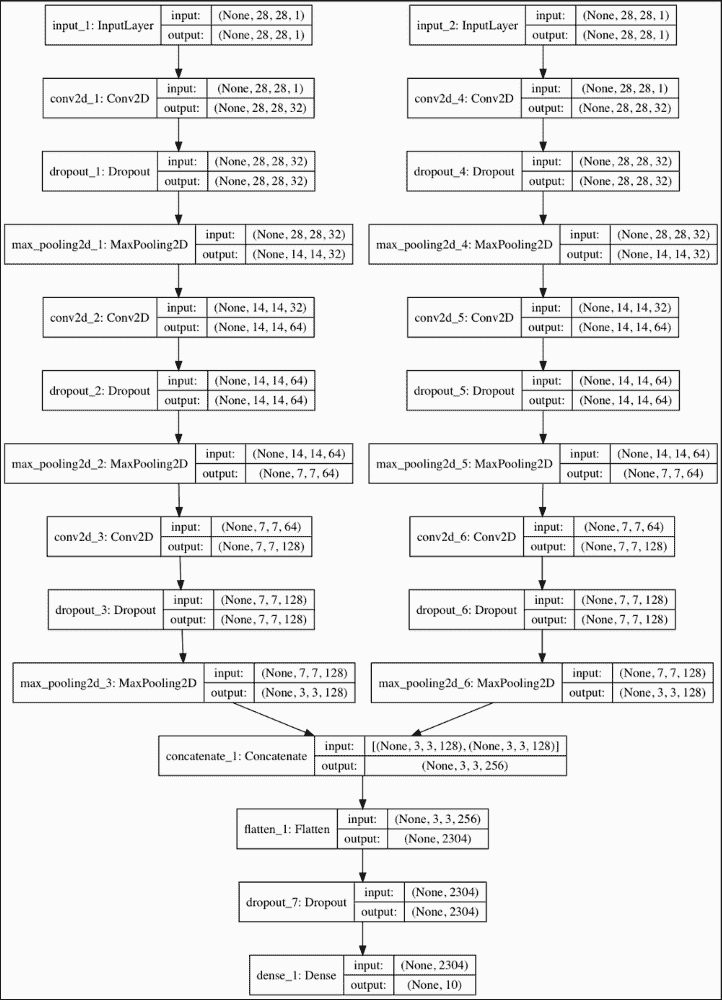 input_1: InputLayer
input: (None, 28, 28, 1)
output: (None, 28, 28, 1)
input_2: InputLayer
input: (None, 28, 28, 1)
output: (None, 28, 28, 1)
conv2d_1: Conv2D
input: (None, 28, 28, 1)
output: (None, 28, 28, 32)
conv2d_4: Conv2D
input: (None, 28, 28, 1)
output: (None, 28, 28, 32)
dropout_1: Dropout
input: (None, 28, 28, 32)
output: (None, 28, 28, 32)
dropout_4: Dropout
input: (None, 28, 28, 32)
output: (None, 28, 28, 32)
max_pooling2d_1: MaxPooling2D
input: (None, 28, 28, 32)
output: (None, 14, 14, 32)
max_pooling2d_4: MaxPooling2D
input: (None, 28, 28, 32)
output: (None, 14, 14, 32)
conv2d_2: Conv2D
input: (None, 14, 14, 32)
output: (None, 14, 14, 64)
conv2d_5: Conv2D
input: (None, 14, 14, 32)
output: (None, 14, 14, 64)
dropout_2: Dropout
input: (None, 14, 14, 64)
output: (None, 14, 14, 64)
dropout_5: Dropout
input: (None, 14, 14, 64)
output: (None, 14, 14, 64)
max_pooling2d_2: MaxPooling2D
input: (None, 14, 14, 64)
output: (None, 7, 7, 64)
max_pooling2d_5: MaxPooling2D
input: (None, 14, 14, 64)
output: (None, 7, 7, 64)
conv2d_3: Conv2D
input: (None, 7, 7, 64)
output: (None, 7, 7, 128)
conv2d_6: Conv2D
input: (None, 7, 7, 64)
output: (None, 7, 7, 128)
dropout_3: Dropout
input: (None, 7, 7, 128)
output: (None, 7, 7, 128)
dropout_6: Dropout
input: (None, 7, 7, 128)
output: (None, 7, 7, 128)
max_pooling2d_3: MaxPooling2D
input: (None, 7, 7, 128)
output: (None, 3, 3, 128)
max_pooling2d_6: MaxPooling2D
input: (None, 7, 7, 128)
output: (None, 3, 3, 128)
concatenate_1: Concatenate
input: [(None, 3, 3, 128), (None, 3, 3, 128)]
output: (None, 3, 3, 256)
flatten_1: Flatten
input: (None, 3, 3, 256)
output: (None, 2304)
dropout_7: Dropout
input: (None, 2304)
output: (None, 2304)
dense_1: Dense
input: (None, 2304)
output: (None, 10)